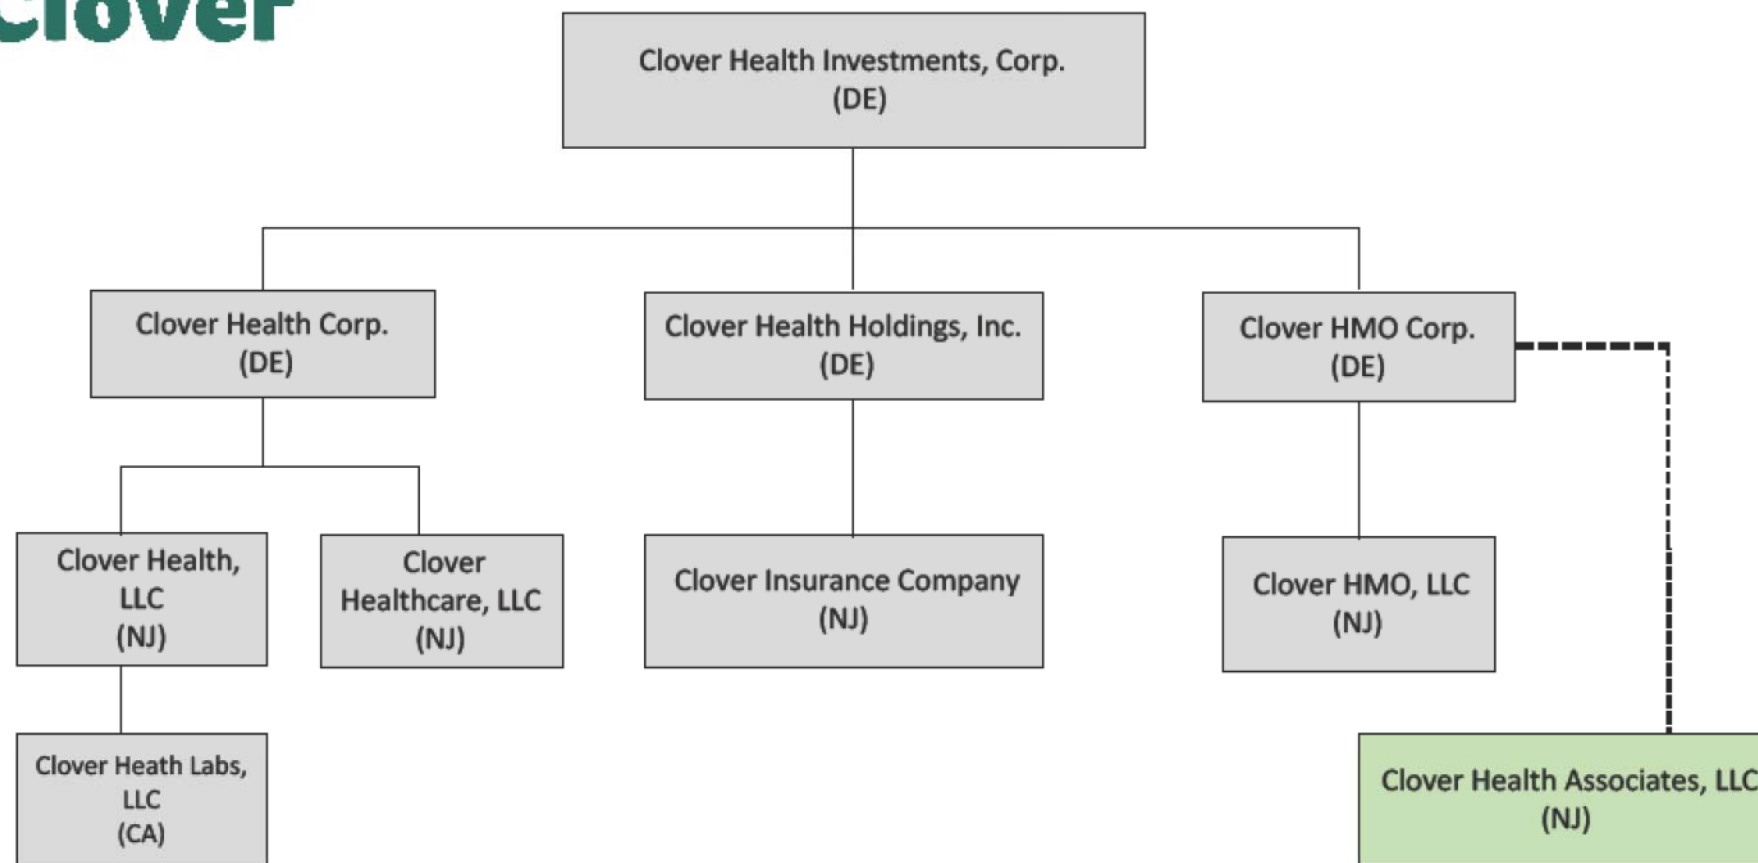 Clover
Clover Health Investments, Corp.
(DE)
Clover Health Corp.
(DE)
Clover Health Holdings, Inc.
(DE)
Clover HMO Corp.
(DE)
Clover Health,
LLC
(NJ)
Clover
Healthcare, LLC
(NJ)
Clover Insurance Company
(NJ)
Clover HMO, LLC
(NJ)
Clover Heath Labs,
LLC
(CA)
Clover Health Associates, LLC
(NJ)